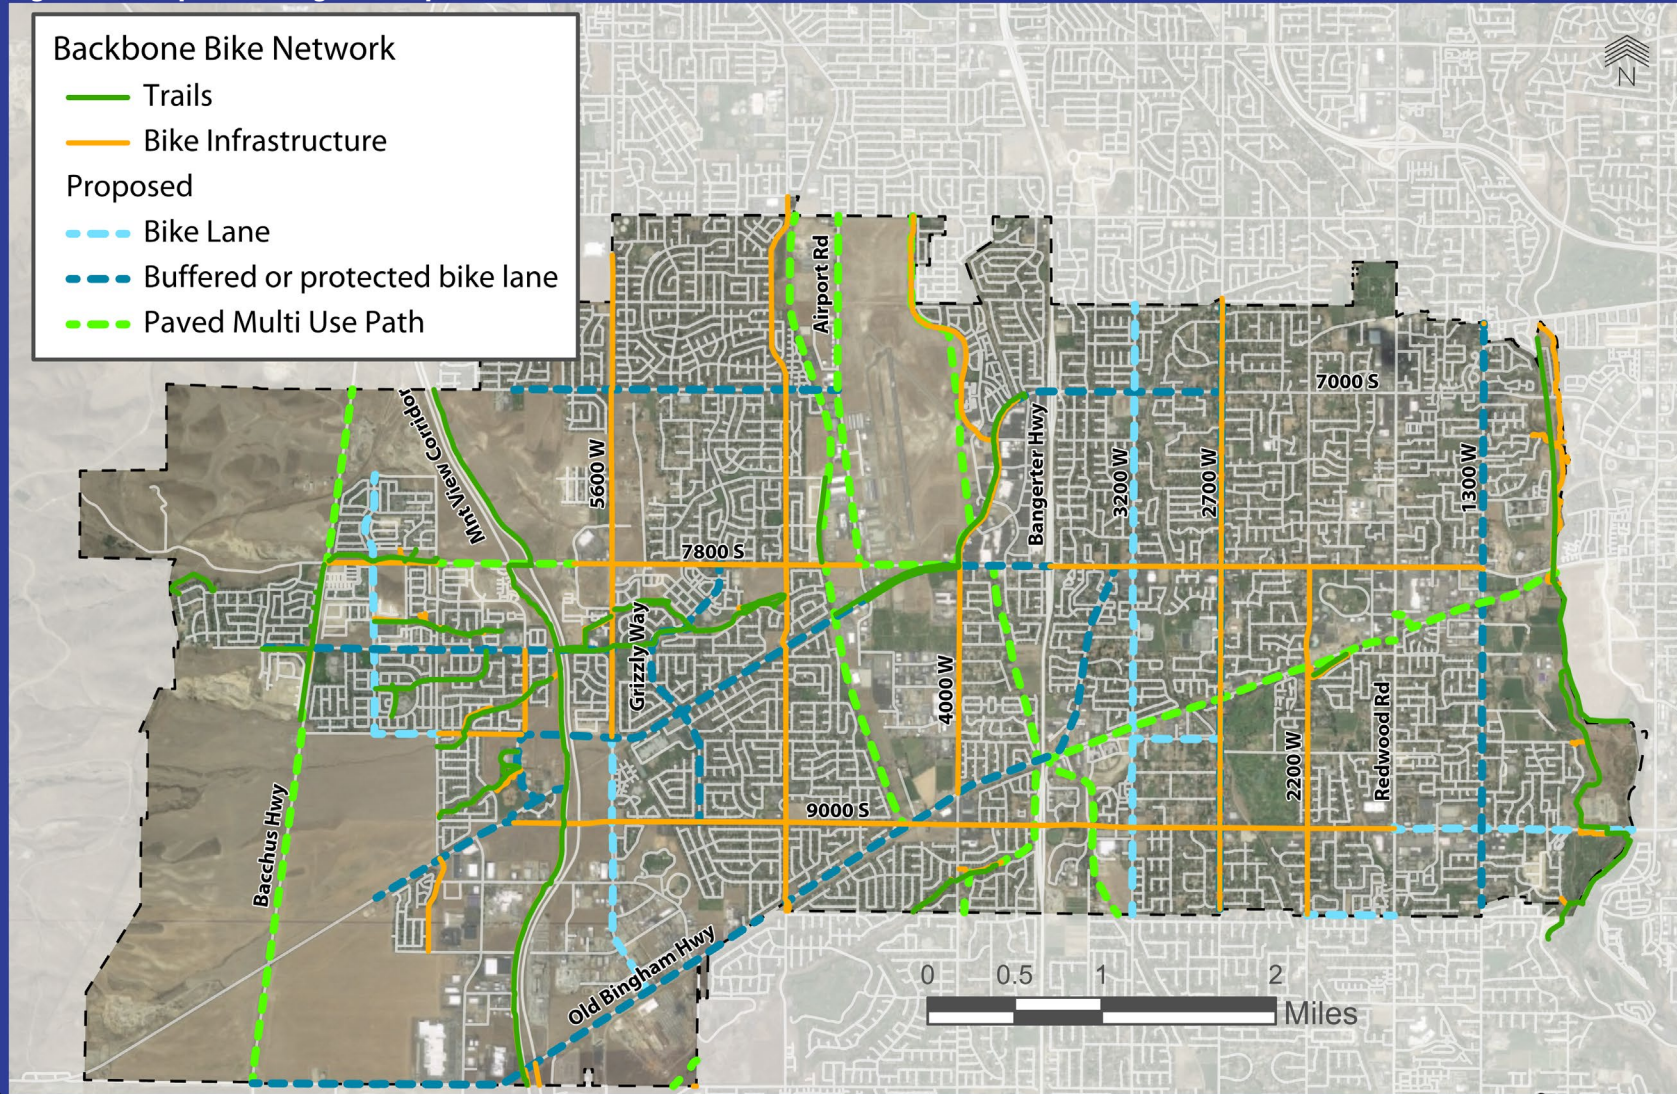 Backbone Bike Network
Trails
Bike Infrastructure
Proposed
Bike Lane
Buffered or protected bike lane
Paved Multi Use Path
N
Airport Rd
7000 S
Mnt View Corridor
5600 W
Bangerter Hwy
3200 W
2700 W
1300 W
7800 S
Grizzly Way
4000 W
2200 W
Redwood Rd
Bacchus Hwy
9000 S
Old Bingham Hwy
0 0.5 1 2
Miles